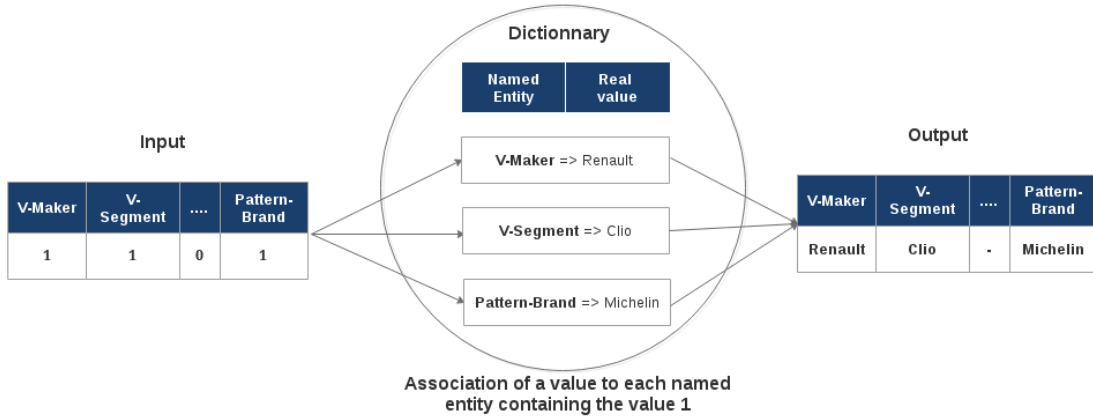 Dictionnary
Named Entity
Real value
Input
Output
V-Maker => Renault
V-Maker
V-Segment
....
Pattern-Brand
1
1
0
1
V-Segment => Clio
Pattern-Brand => Michelin
V-Maker
V-Segment
...
Pattern-Brand
Renault
Clio
-
Michelin
Association of a value to each named
entity containing the value 1